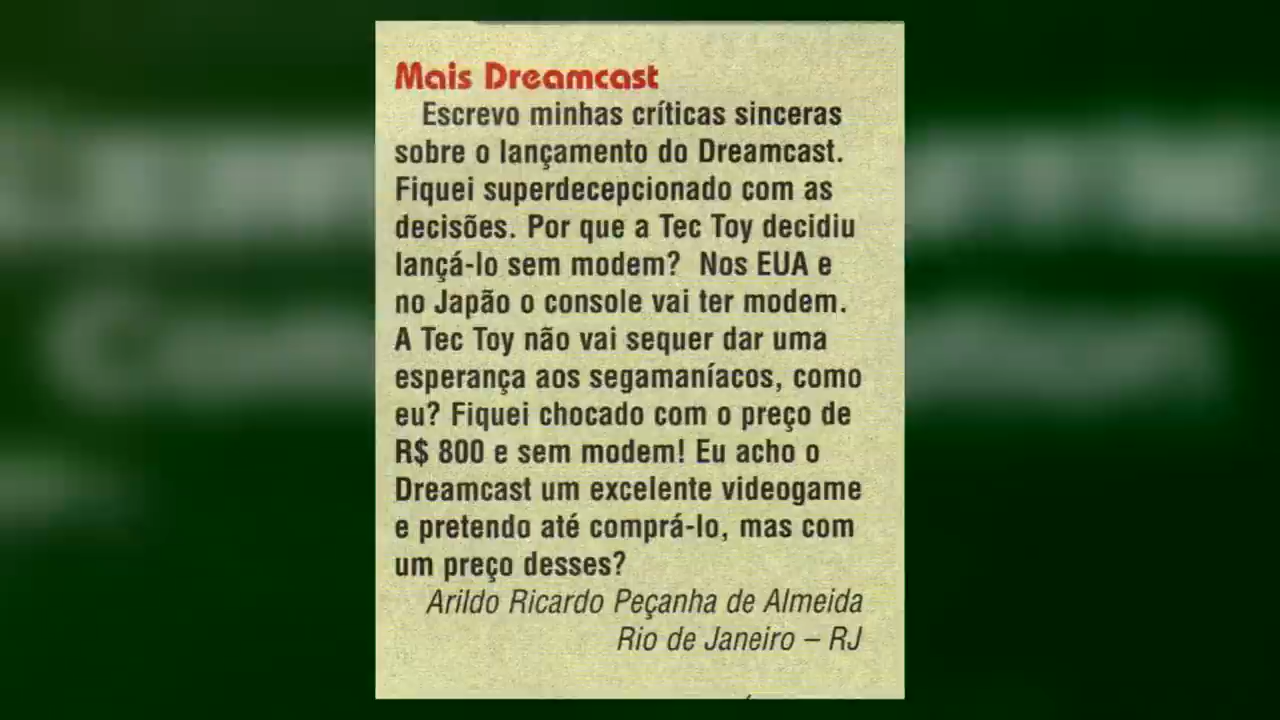 Mais Dreamcast
Escrevo minhas críticas sinceras
sobre o lançamento do Dreamcast.
Fiquei superdecepcionado com as
decisões. Por que a Tec Toy decidiu
lançá-lo sem modem?  Nos EUA e
no Japão o console vai ter modem.
A Tec Toy não vai sequer dar uma
esperança aos segamaníacos, como
eu? Fiquei chocado com o preço de
R$ 800 e sem modem! Eu acho o
Dreamcast um excelente videogame
e pretendo até comprá-lo, mas com
um preço desses?
Arildo Ricardo Peçanha de Almeida
Rio de Janeiro – RJ